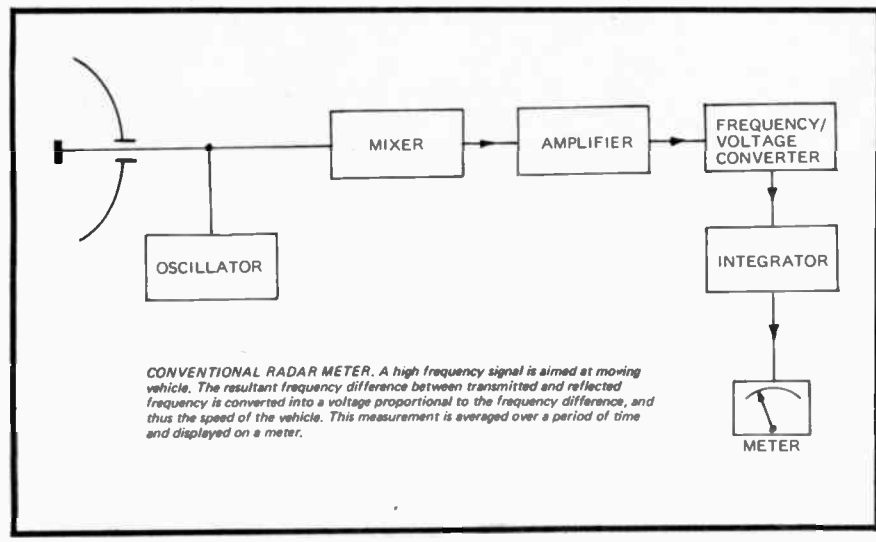 MIXER
AMPLIFIER
FREQUENCY/
VOLTAGE
CONVERTER
OSCILLATOR
INTEGRATOR
CONVENTIONAL RADAR METER. A high frequency signal is aimed at moving
vehicle. The resultant frequency difference between transmitted and reflected
frequency is converted into a voltage proportional to the frequency difference, and
thus the speed of the vehicle. This measurement is averaged over a period of time
and displayed on a meter.
METER